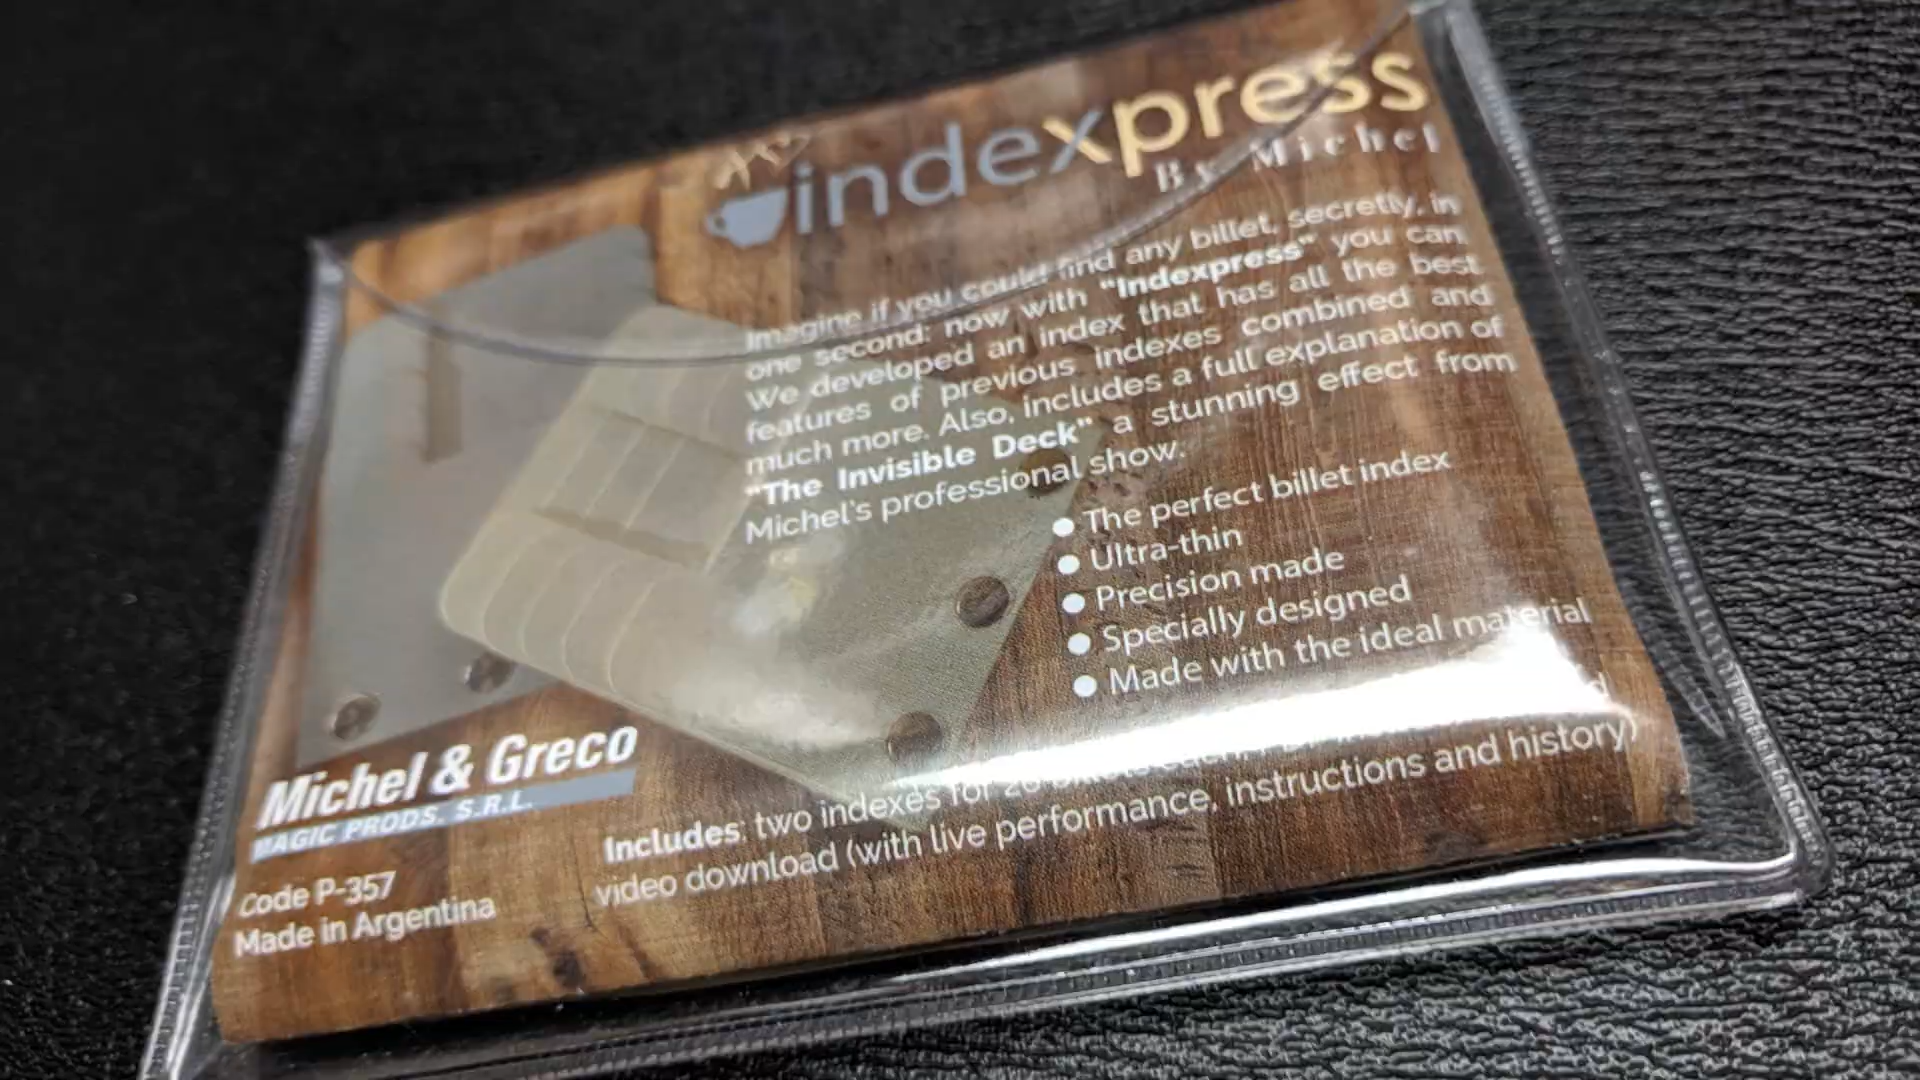 indexpress
By Michel
Imagine if you could find any billet, secretly, in
one second: now with "Indexpress" you can.
We developed an index that has all the best
features of previous indexes combined and
much more. Also, includes a full explanation of
"The Invisible Deck" a stunning effect from
Michel's professional show.
● The perfect billet index
● Ultra-thin
● Precision made
● Specially designed
● Made with the ideal material
Michel & Greco
MAGIC PRODS. S.R.L.
Includes: two indexes for 26
video download (with live performance, instructions and history)
Code P-357
Made in Argentina